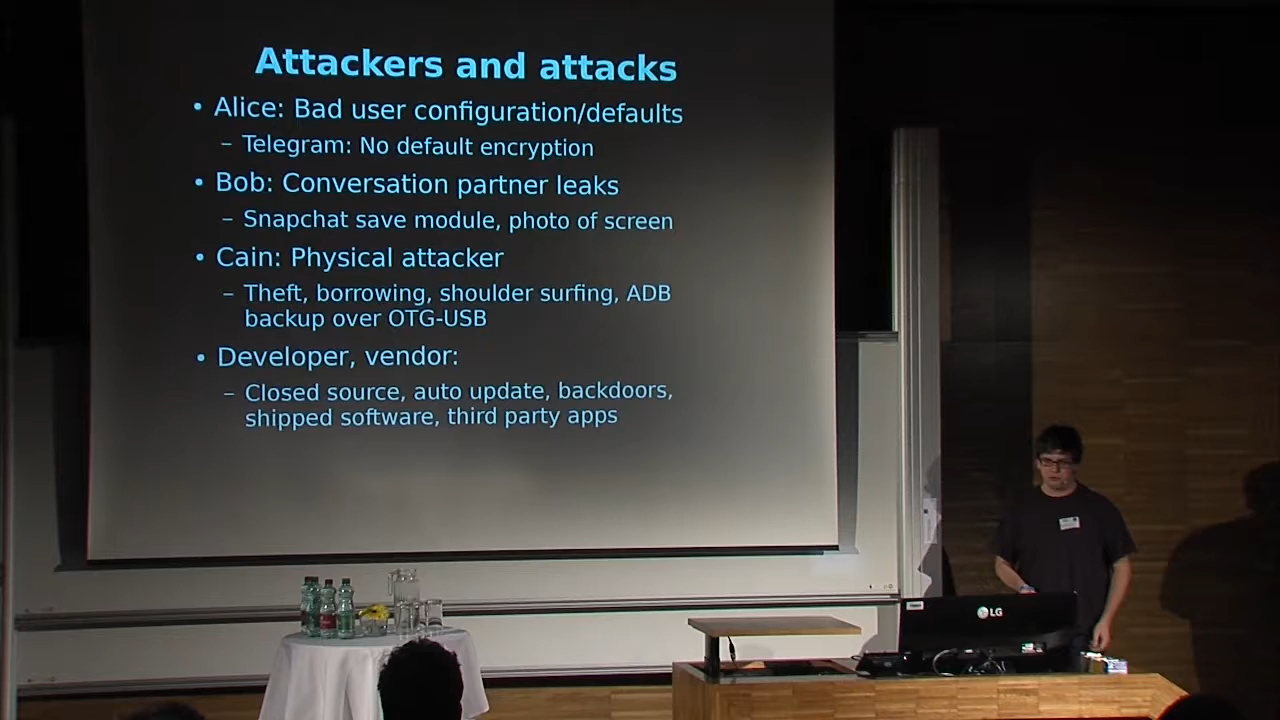 Attackers and attacks
• Alice: Bad user configuration/defaults
– Telegram: No default encryption
• Bob: Conversation partner leaks
– Snapchat save module, photo of screen
• Cain: Physical attacker
– Theft, borrowing, shoulder surfing, ADB
backup over OTG-USB
• Developer, vendor:
– Closed source, auto update, backdoors,
shipped software, third party apps
LG